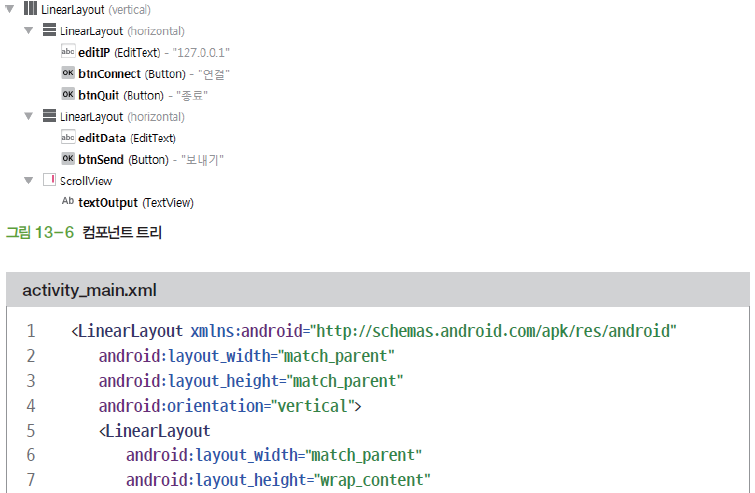 LinearLayout (vertical)
LinearLayout (horizontal)
abc editIP (EditText) - "127.0.0.1"
OK btnConnect (Button) - "연결"
OK btnQuit (Button) - "종료"
LinearLayout (horizontal)
abc editData (EditText)
OK btnSend (Button) - "보내기"
ScrollView
Ab textOutput (TextView)
그림 13-6 컴포넌트 트리
activity_main.xml
1 <LinearLayout xmlns:android="http://schemas.android.com/apk/res/android"
2 android:layout_width="match_parent"
3 android:layout_height="match_parent"
4 android:orientation="vertical">
5 <LinearLayout
6 android:layout_width="match_parent"
7 android:layout_height="wrap_content"